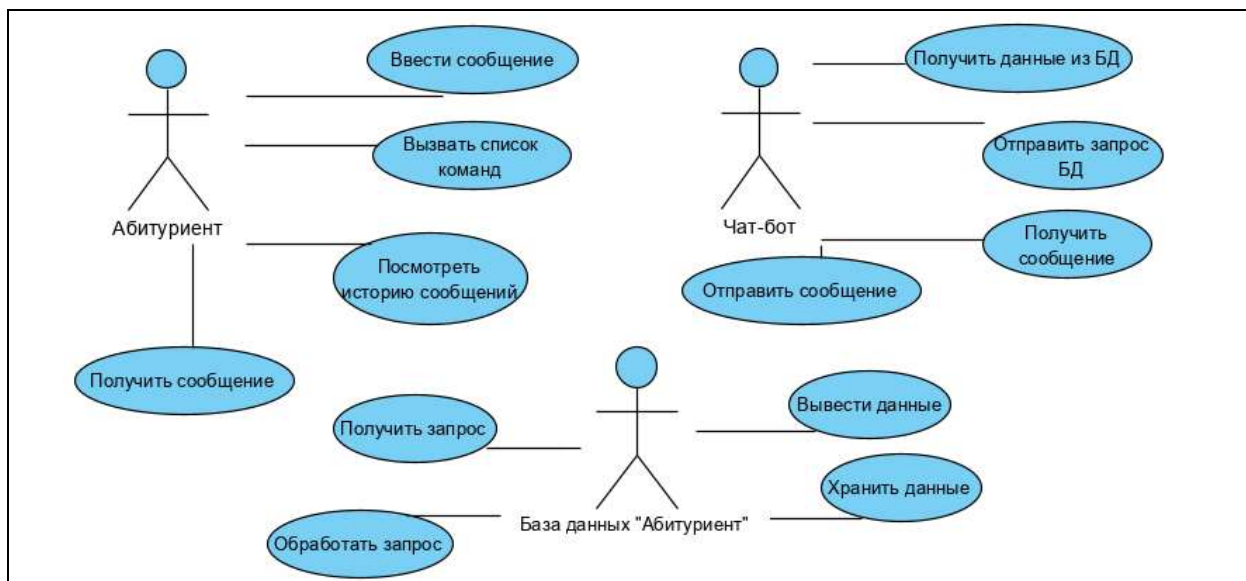 Ввести сообщение
Вызвать список
команд
Абитуриент
Посмотреть
историю сообщений
Получить сообщение
Получить данные из БД
Отправить запрос
БД
Чат-бот
Получить
сообщение
Отправить сообщение
Получить запрос
Вывести данные
Хранить данные
База данных "Абитуриент"
Обработать запрос